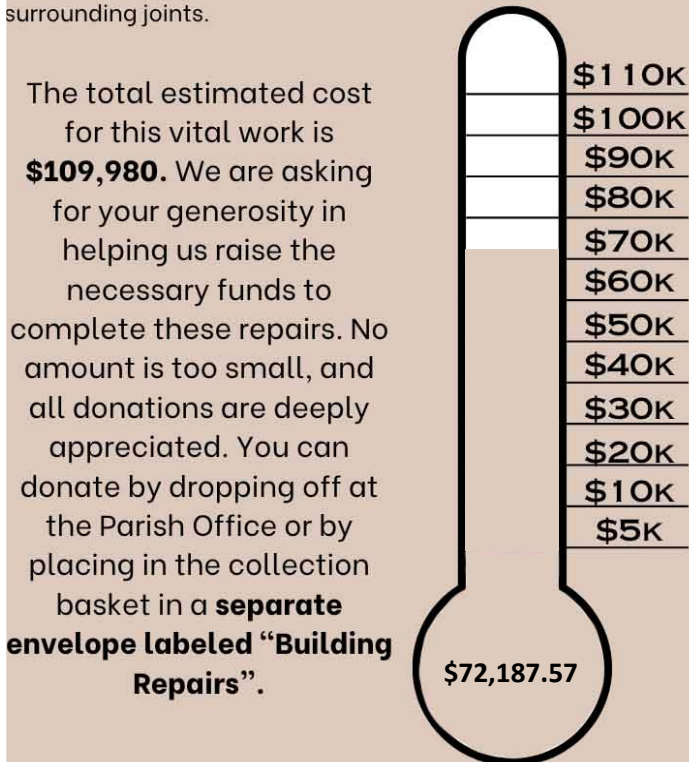 surrounding joints.
The total estimated cost
for this vital work is
$109,980. We are asking
for your generosity in
helping us raise the
necessary funds to
complete these repairs. No
amount is too small, and
all donations are deeply
appreciated. You can
donate by dropping off at
the Parish Office or by
placing in the collection
basket in a separate
envelope labeled “Building
Repairs”.
$110K
$100K
$90K
$80K
$70K
$60K
$50K
$40K
$30K
$20K
$10K
$5K
$72,187.57